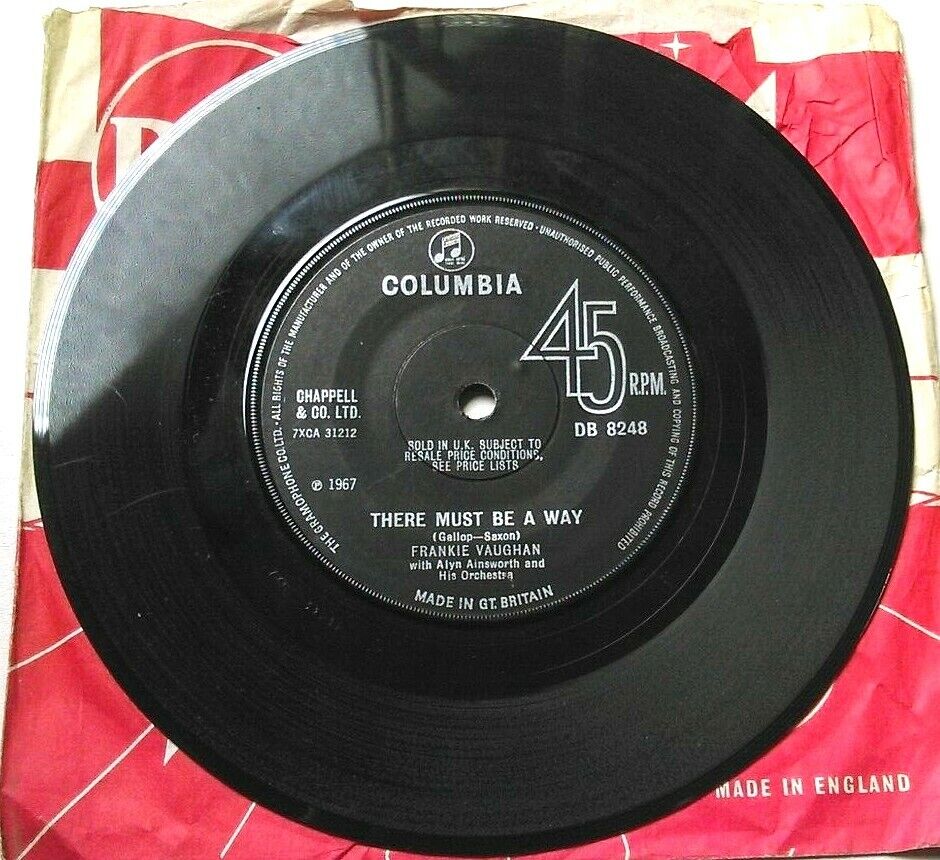 THE GRAMOPHONE CO. LTD. · ALL RIGHTS OF THE MANUFACTURER AND OF THE OWNER OF THE RECORDED WORK RESERVED · UNAUTHORISED PUBLIC PERFORMANCE BROADCASTING AND COPYING OF THIS RECORD PROHIBITED
COLUMBIA
45
R.P.M.
CHAPPELL
& CO. LTD.
7XCA 31212
DB 8248
SOLD IN U.K. SUBJECT TO
RESALE PRICE CONDITIONS,
SEE PRICE LISTS
℗ 1967
THERE MUST BE A WAY
(Gallop—Saxon)
FRANKIE VAUGHAN
with Alyn Ainsworth and
His Orchestra
MADE IN GT. BRITAIN
MADE IN ENGLAND